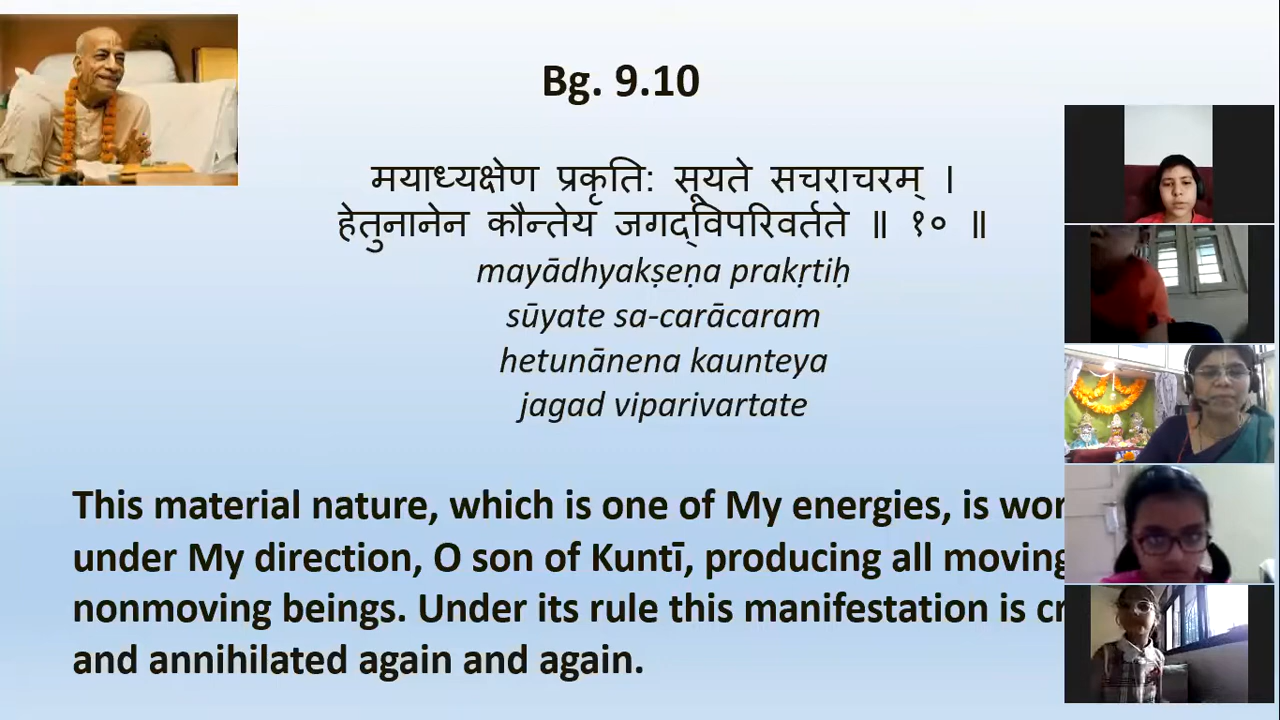 Bg. 9.10
मयाध्यक्षेण प्रकृति: सूयते सचराचरम् ।
हेतुनानेन कौन्तेय जगद्विपरिवर्तते ॥ १० ॥
mayādhyakṣeṇa prakṛtiḥ
sūyate sa-carācaram
hetunānena kaunteya
jagad viparivartate
This material nature, which is one of My energies, is
under My direction, O son of Kuntī, producing all moving
nonmoving beings. Under its rule this manifestation is
and annihilated again and again.